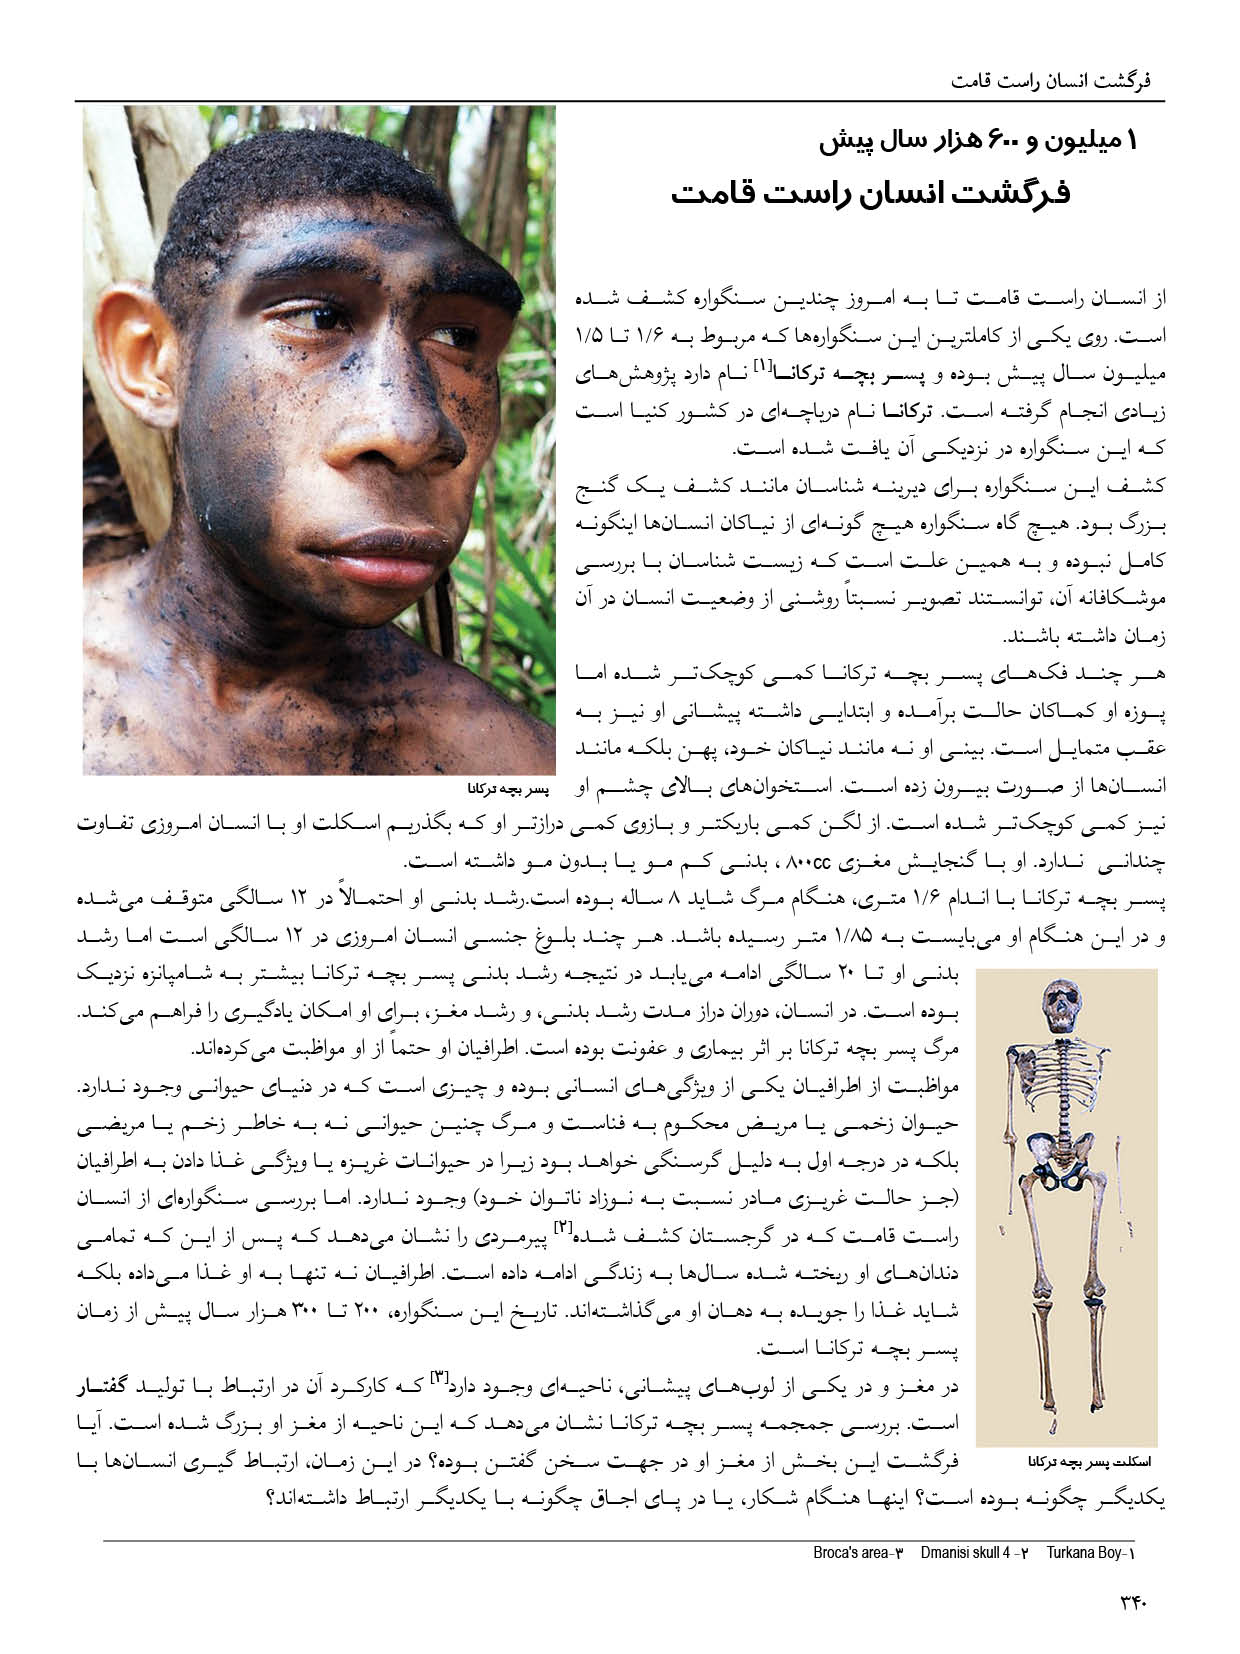 فرگشت انسان راست قامت
۱ میلیون و ۶۰۰ هزار سال پیش
فرگشت انسان راست قامت
از انسان راست قامت تا به امروز چندین سنگواره کشف شده
است. روی یکی از کاملترین این سنگواره‌ها که مربوط به ۱/۶ تا ۱/۵
میلیون سال پیش بوده و پسر بچه ترکانا[۱] نام دارد پژوهش‌های
زیادی انجام گرفته است. ترکانا نام دریاچه‌ای در کشور کنیا است
که این سنگواره در نزدیکی آن یافت شده است.
کشف این سنگواره برای دیرینه شناسان مانند کشف یک گنج
بزرگ بود. هیچ گاه سنگواره هیچ گونه‌ای از نیاکان انسان‌ها اینگونه
کامل نبوده و به همین علت است که زیست شناسان با بررسی
موشکافانه آن، توانستند تصویر نسبتاً روشنی از وضعیت انسان در آن
زمان داشته باشند.
هر چند فک‌های پسر بچه ترکانا کمی کوچک‌تر شده اما
پوزه او کماکان حالت برآمده و ابتدایی داشته پیشانی او نیز به
عقب متمایل است. بینی او نه مانند نیاکان خود، پهن بلکه مانند
انسان‌ها از صورت بیرون زده است. استخوان‌های بالای چشم او
پسر بچه ترکانا
نیز کمی کوچک‌تر شده است. از لگن کمی باریکتر و بازوی کمی درازتر او که بگذریم اسکلت او با انسان امروزی تفاوت
چندانی ندارد. او با گنجایش مغزی ۸۰۰cc ، بدنی کم مو یا بدون مو داشته است.
پسر بچه ترکانا با اندام ۱/۶ متری، هنگام مرگ شاید ۸ ساله بوده است.رشد بدنی او احتمالاً در ۱۲ سالگی متوقف می‌شده
و در این هنگام او می‌بایست به ۱/۸۵ متر رسیده باشد. هر چند بلوغ جنسی انسان امروزی در ۱۲ سالگی است اما رشد
بدنی او تا ۲۰ سالگی ادامه می‌یابد در نتیجه رشد بدنی پسر بچه ترکانا بیشتر به شامپانزه نزدیک
بوده است. در انسان، دوران دراز مدت رشد بدنی، و رشد مغز، برای او امکان یادگیری را فراهم می‌کند.
مرگ پسر بچه ترکانا بر اثر بیماری و عفونت بوده است. اطرافیان او حتماً از او مواظبت می‌کرده‌اند.
مواظبت از اطرافیان یکی از ویژگی‌های انسانی بوده و چیزی است که در دنیای حیوانی وجود ندارد.
حیوان زخمی یا مریض محکوم به فناست و مرگ چنین حیوانی نه به خاطر زخم یا مریضی
بلکه در درجه اول به دلیل گرسنگی خواهد بود زیرا در حیوانات غریزه یا ویژگی غذا دادن به اطرافیان
(جز حالت غریزی مادر نسبت به نوزاد ناتوان خود) وجود ندارد. اما بررسی سنگواره‌ای از انسان
راست قامت که در گرجستان کشف شده[۲] پیرمردی را نشان می‌دهد که پس از این که تمامی
دندان‌های او ریخته شده سال‌ها به زندگی ادامه داده است. اطرافیان نه تنها به او غذا می‌داده بلکه
شاید غذا را جویده به دهان او می‌گذاشته‌اند. تاریخ این سنگواره، ۲۰۰ تا ۳۰۰ هزار سال پیش از زمان
پسر بچه ترکانا است.
در مغز و در یکی از لوب‌های پیشانی، ناحیه‌ای وجود دارد[۳] که کارکرد آن در ارتباط با تولید گفتار
است. بررسی جمجمه پسر بچه ترکانا نشان می‌دهد که این ناحیه از مغز او بزرگ شده است. آیا
فرگشت این بخش از مغز او در جهت سخن گفتن بوده؟ در این زمان، ارتباط گیری انسان‌ها با
اسکلت پسر بچه ترکانا
یکدیگر چگونه بوده است؟ اینها هنگام شکار، یا در پای اجاق چگونه با یکدیگر ارتباط داشته‌اند؟
۱-Turkana Boy   ۲- Dmanisi skull 4   ۳-Broca's area
۳۴۰